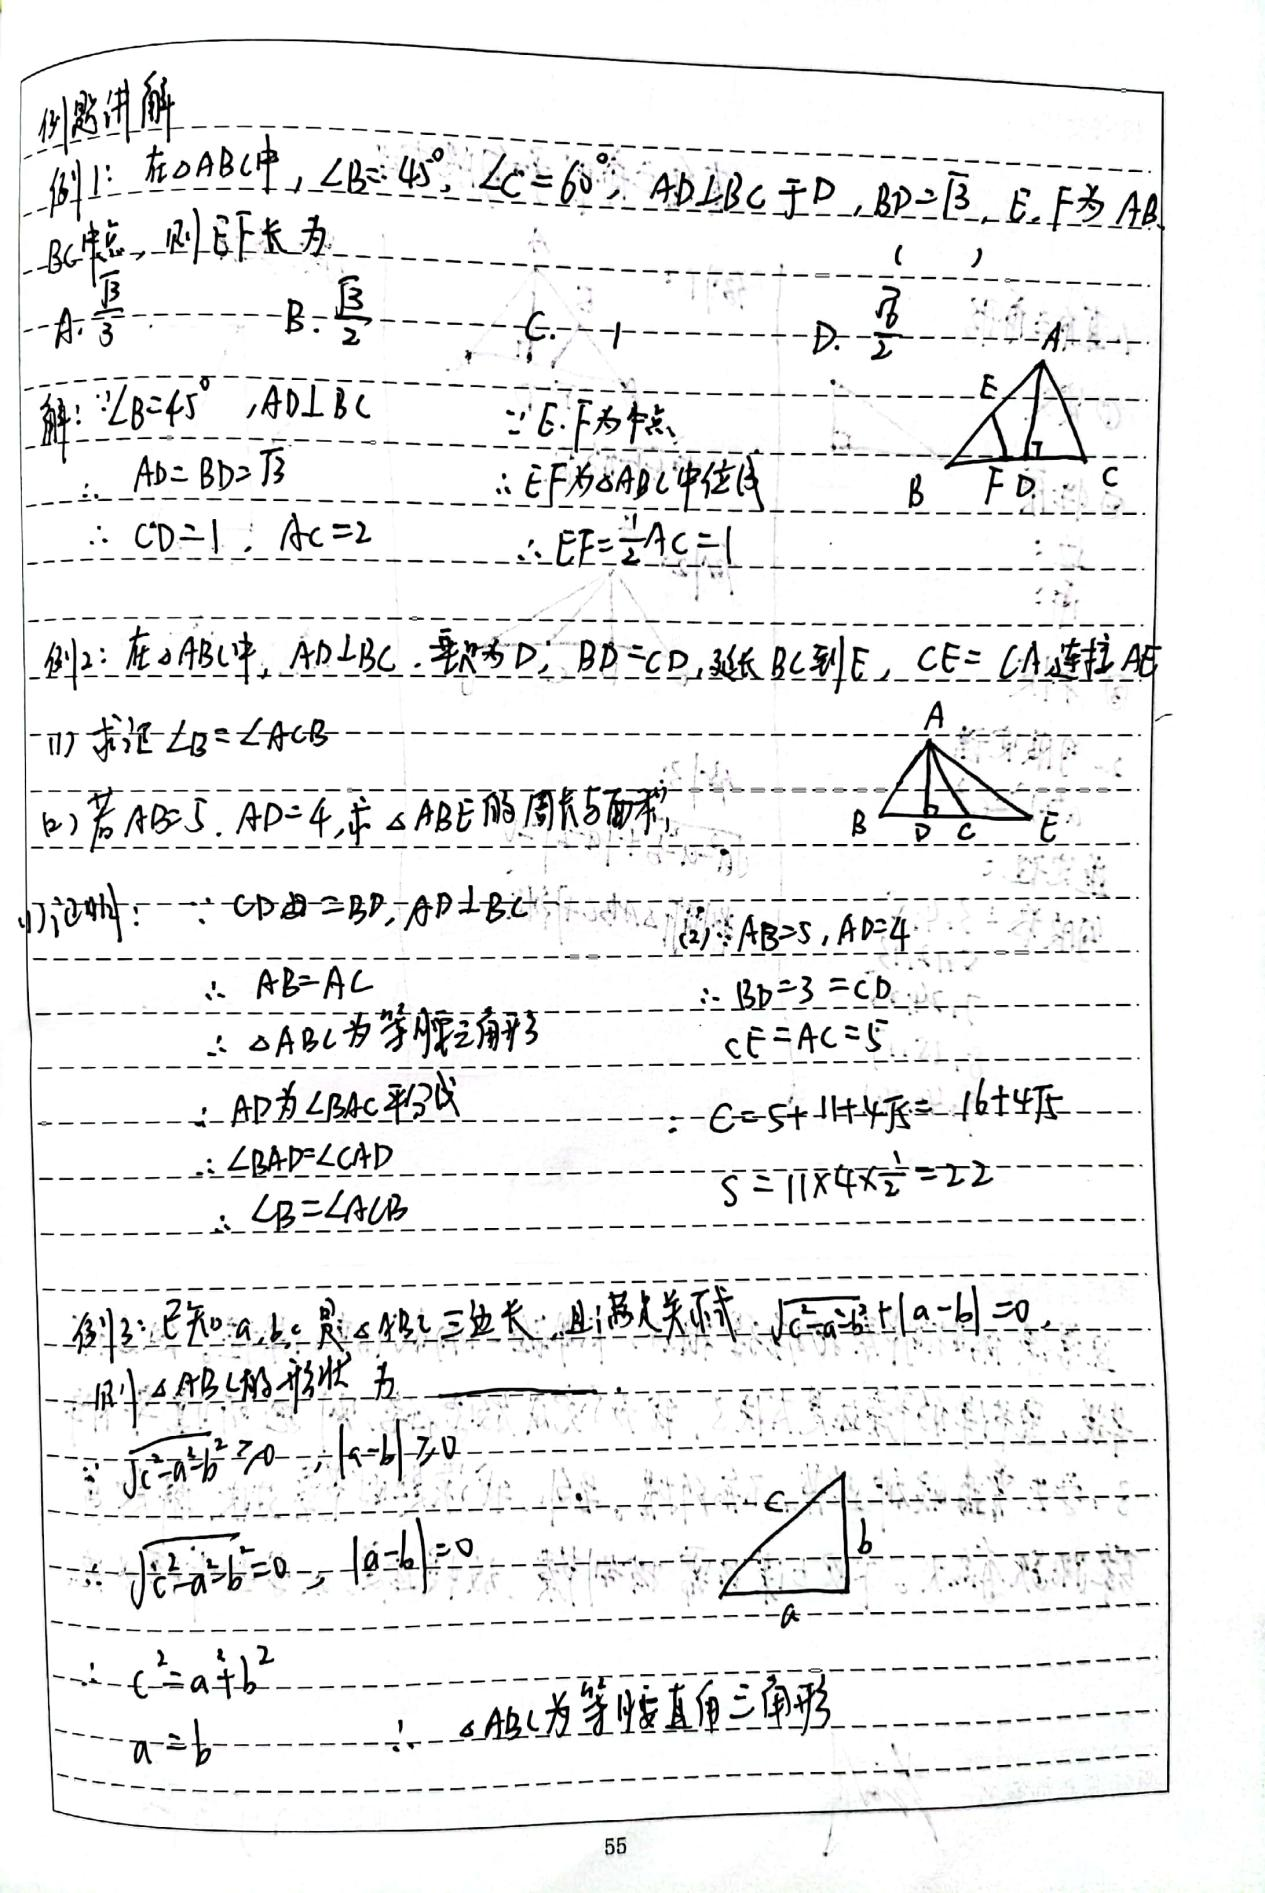 例题讲解
例1: 在△ABC中, ∠B=45°, ∠C=60°, AD⊥BC于D, BD=√3, E、F为AB、
BC中点, 则EF长为 ( )
A. √3/3 B. √3/2 C. 1 D. √6/2
A
E
B F D C
解: ∵∠B=45°, AD⊥BC
∴ AD=BD=√3
∴ CD=1, AC=2
∵E.F为中点
∴EF为△ABC中位线
∴EF=1/2AC=1
例2: 在△ABC中, AD⊥BC.垂足为D, BD=CD,延长BC到E, CE=CA,连接AE
(1) 求证∠B=∠ACB
(2) 若AB=5. AD=4,求△ABE的周长与面积
A
B D C E
(1)证明: ∵ CD=BD, AD⊥BC
∴ AB=AC
∴ △ABC为等腰三角形
∴ AD为∠BAC平分线
∴∠BAD=∠CAD
∴ ∠B=∠ACB
(2)∵AB=5, AD=4
∴ BD=3=CD
CE=AC=5
∴ C=5+11+4√5=16+4√5
S=11×4×1/2=22
例3: 已知a,b,c是△ABC三边长,且满足关系式√c²-a²-b²+|a-b|=0,
则△ABC的形状为______.
∵ √c²-a²-b²≥0, |a-b|≥0
∴ √c²-a²-b²=0, |a-b|=0
∴ c²=a²+b²
a=b
c
b
a
∴ △ABC为等腰直角三角形
55